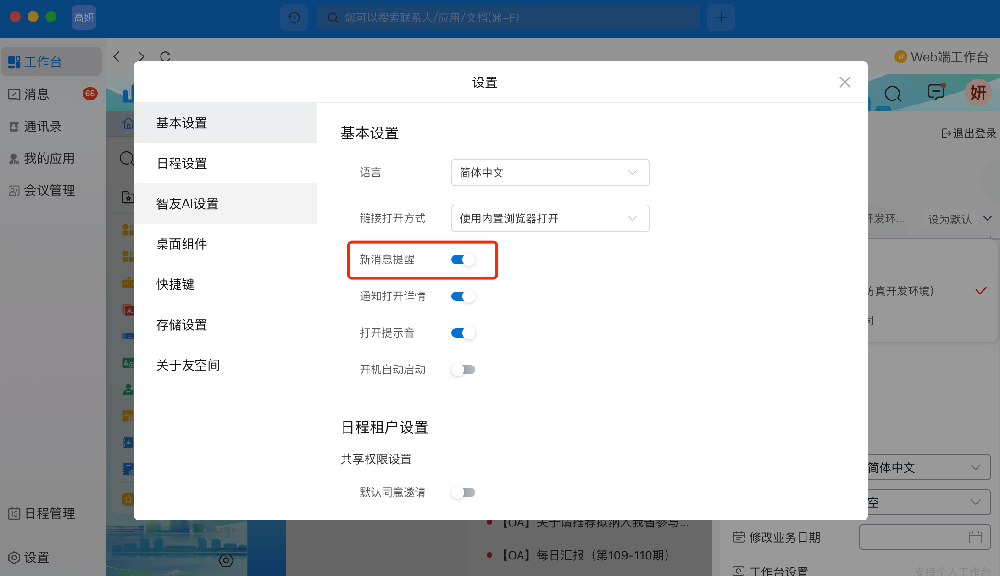 高妍
您可以搜索联系人/应用/文档(⌘+F)
工作台
消息
68
通讯录
我的应用
会议管理
13
日程管理
设置
Web端工作台
妍
退出登录
设置
基本设置
日程设置
智友AI设置
桌面组件
快捷键
存储设置
关于友空间
基本设置
语言
简体中文
链接打开方式
使用内置浏览器打开
新消息提醒
通知打开详情
打开提示音
开机自动启动
日程租户设置
共享权限设置
默认同意邀请
开发环...
设为默认
仿真开发环境)
司
简体中文
空
【OA】关于请推荐拟纳入我省参与...
【OA】每日汇报（第109-110期）
修改业务日期
工作台设置
支持个人工作台